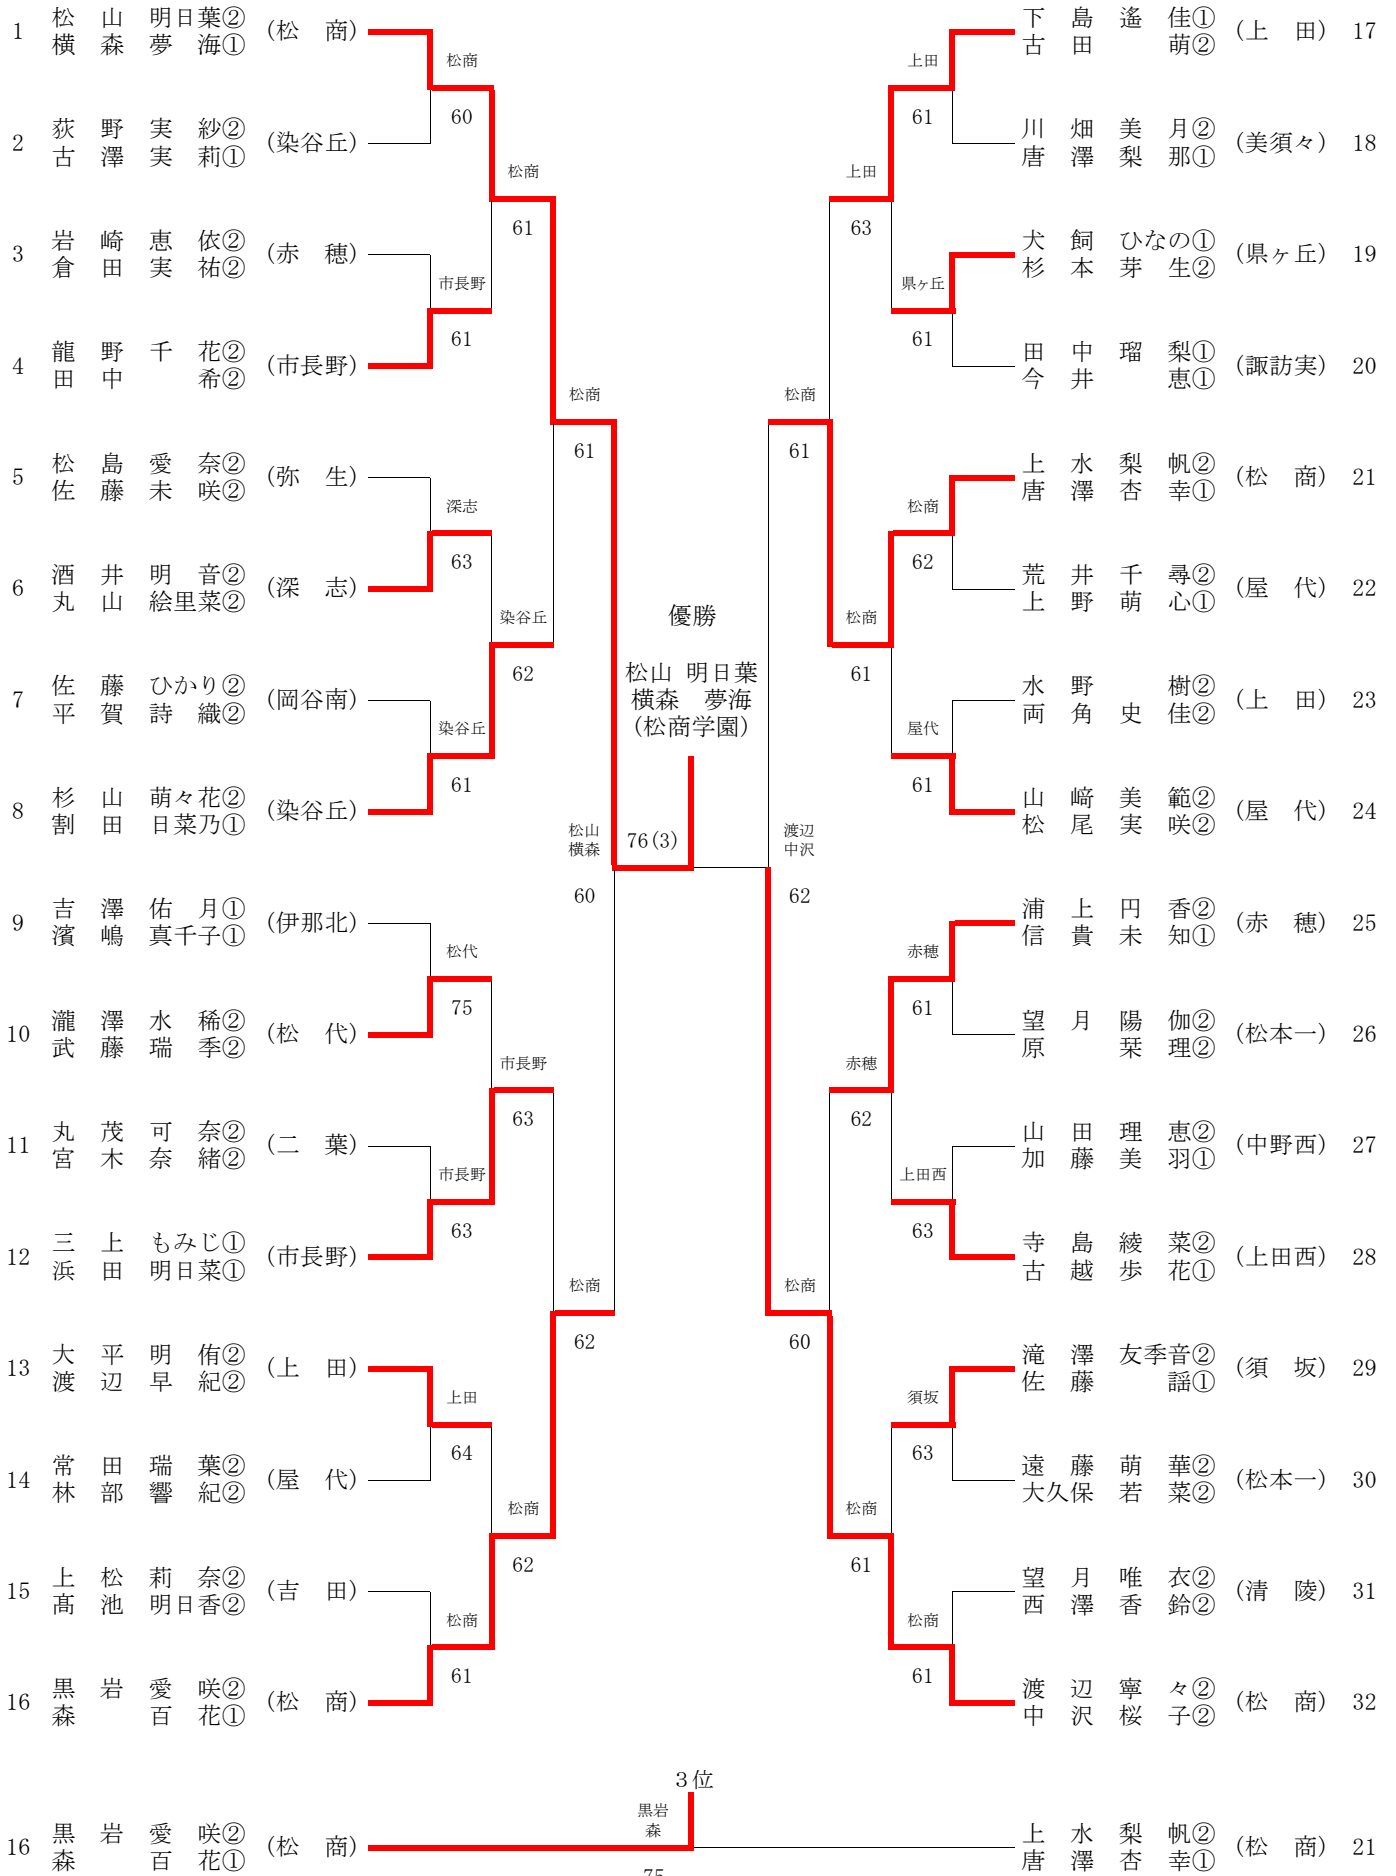 1 松山 明日葉② 横森 夢海① (松商)
松商
60
2 荻野 実紗② 古澤 実莉① (染谷丘)
松商
61
3 岩崎 恵依② 倉田 実祐② (赤穂)
市長野
61
4 龍野 千花② 田中 希② (市長野)
松商
61
5 松島 愛奈② 佐藤 未咲② (弥生)
深志
63
6 酒井 明音② 丸山 絵里菜② (深志)
染谷丘
62
7 佐藤 ひかり② 平賀 詩織② (岡谷南)
染谷丘
61
8 杉山 萌々花② 割田 日菜乃① (染谷丘)
松山
横森
60
9 吉澤 佑月① 濱嶋 真千子① (伊那北)
松代
75
10 瀧澤 水稀② 武藤 瑞季② (松代)
市長野
63
11 丸茂 可奈② 宮木 奈緒② (二葉)
市長野
63
12 三上 もみじ① 浜田 明日菜① (市長野)
松商
62
13 大平 明侑② 渡辺 早紀② (上田)
上田
64
14 常田 瑞葉② 林部 響紀② (屋代)
松商
62
15 上松 莉奈② 髙池 明日香② (吉田)
松商
61
16 黒岩 愛咲② 森 百花① (松商)
優勝
松山 明日葉
横森 夢海
(松商学園)
76(3)
下島 遙佳① 古田 萌② (上田) 17
上田
61
川畑 美月② 唐澤 梨那① (美須々) 18
上田
63
犬飼 ひなの① 杉本 芽生② (県ヶ丘) 19
県ヶ丘
61
田中 瑠梨① 今井 恵① (諏訪実) 20
松商
61
上水 梨帆② 唐澤 杏幸① (松商) 21
松商
62
荒井 千尋② 上野 萌心① (屋代) 22
松商
61
水野 樹② 両角 史佳② (上田) 23
屋代
61
山﨑 美範② 松尾 実咲② (屋代) 24
渡辺
中沢
62
浦上 円香② 信貴 未知① (赤穂) 25
赤穂
61
望月 陽伽② 原 栞理② (松本一) 26
赤穂
62
山田 理恵② 加藤 美羽① (中野西) 27
上田西
63
寺島 綾菜② 古越 歩花① (上田西) 28
松商
60
滝澤 友季音② 佐藤 謡① (須坂) 29
須坂
63
遠藤 萌華② 大久保 若菜② (松本一) 30
松商
61
望月 唯衣② 西澤 香鈴② (清陵) 31
松商
61
渡辺 寧々② 中沢 桜子② (松商) 32
3位
16 黒岩 愛咲② 森 百花① (松商)
黒岩
森
75
上水 梨帆② 唐澤 杏幸① (松商) 21